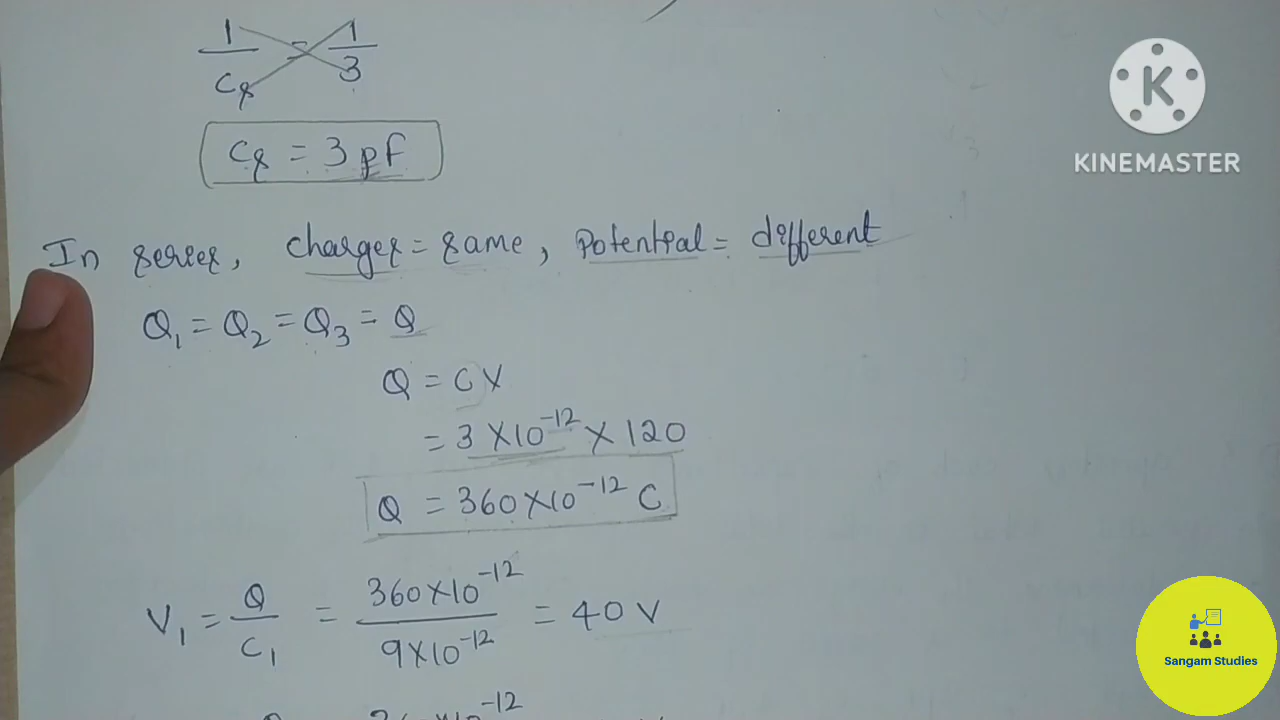 1/Cs = 1/3
Cs = 3 pF
In series, charges = same, Potential = different
Q₁ = Q₂ = Q₃ = Q
Q = CV
= 3 × 10⁻¹² × 120
Q = 360 × 10⁻¹² C
V₁ = Q/C₁ = 360×10⁻¹²/9×10⁻¹² = 40 V
KINEMASTER
Sangam Studies